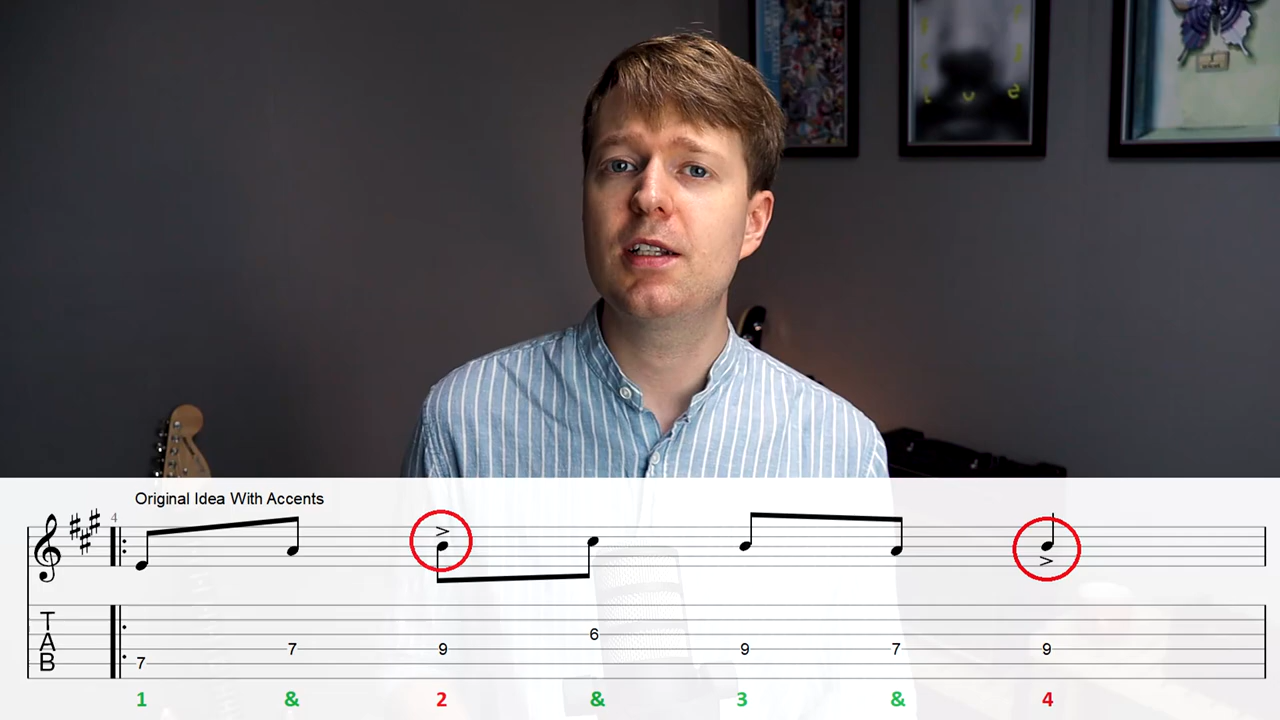 Original Idea With Accents
4
T
A
B
7 7 9 6 9 7 9
1 & 2 & 3 & 4